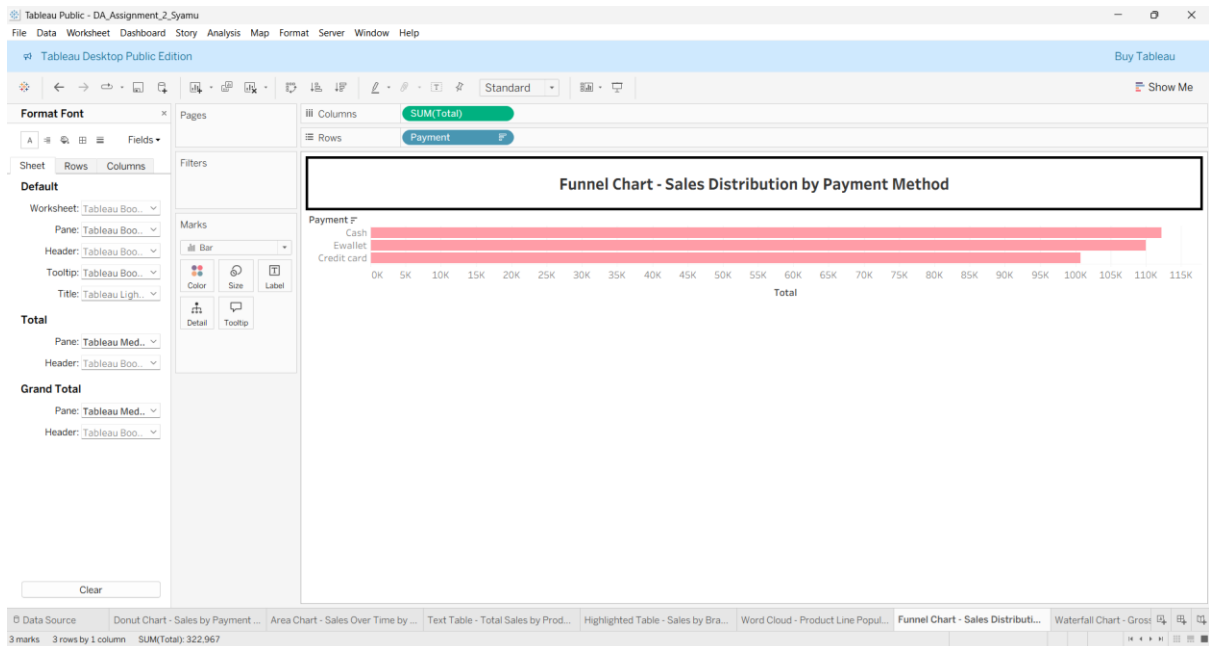 Tableau Public - DA_Assignment_2_Syamu
File Data Worksheet Dashboard Story Analysis Map Format Server Window Help
Tableau Desktop Public Edition
Buy Tableau
Standard
Show Me
Format Font
Fields
Sheet Rows Columns
Default
Worksheet: Tableau Boo..
Pane: Tableau Boo..
Header: Tableau Boo..
Tooltip: Tableau Boo..
Title: Tableau Ligh..
Total
Pane: Tableau Med..
Header: Tableau Boo..
Grand Total
Pane: Tableau Med..
Header: Tableau Boo..
Clear
Pages
Filters
Marks
Bar
Color Size Label
Detail Tooltip
Columns SUM(Total)
Rows Payment
Funnel Chart - Sales Distribution by Payment Method
Payment
Cash
Ewallet
Credit card
0K 5K 10K 15K 20K 25K 30K 35K 40K 45K 50K 55K 60K 65K 70K 75K 80K 85K 90K 95K 100K 105K 110K 115K
Total
Data Source Donut Chart - Sales by Payment ... Area Chart - Sales Over Time by ... Text Table - Total Sales by Prod... Highlighted Table - Sales by Bra... Word Cloud - Product Line Popul... Funnel Chart - Sales Distributi... Waterfall Chart - Gross
3 marks 3 rows by 1 column SUM(Total): 322,967